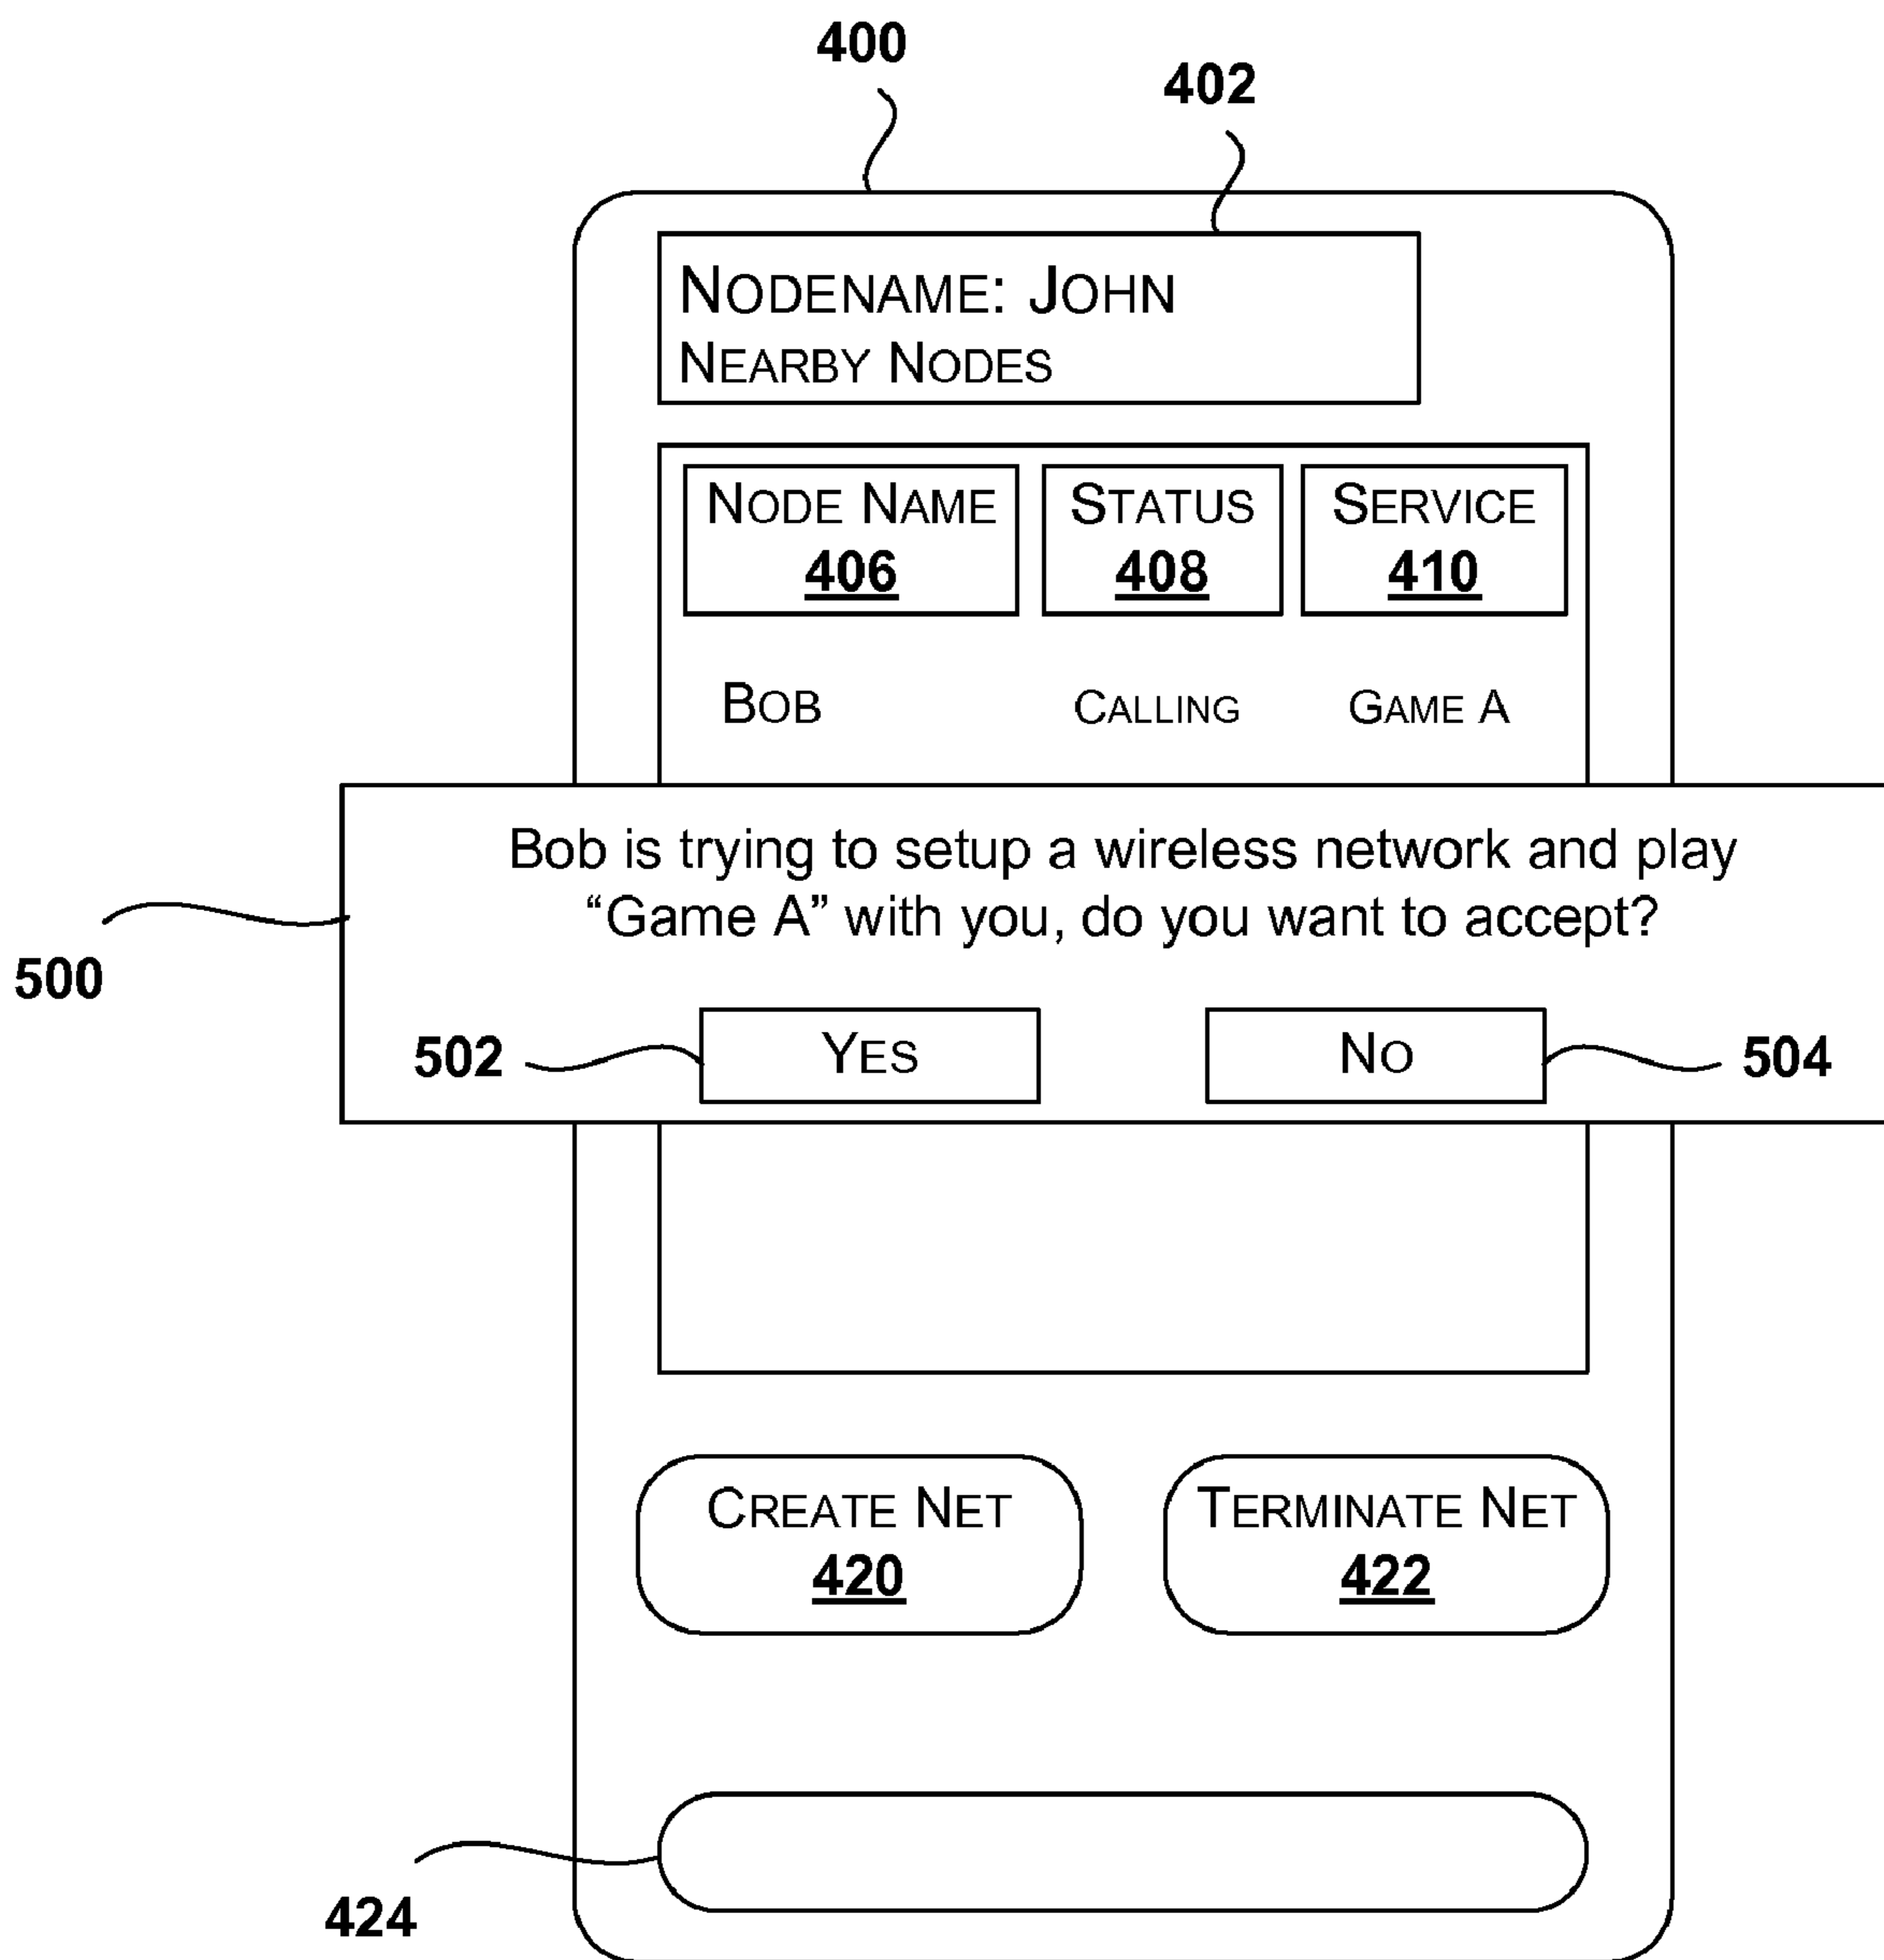 400
402
NODENAME: JOHN
NEARBY NODES
NODE NAME STATUS SERVICE
406 408 410
BOB CALLING GAME A
Bob is trying to setup a wireless network and play
“Game A” with you, do you want to accept?
500
502 YES NO 504
CREATE NET TERMINATE NET
420 422
424